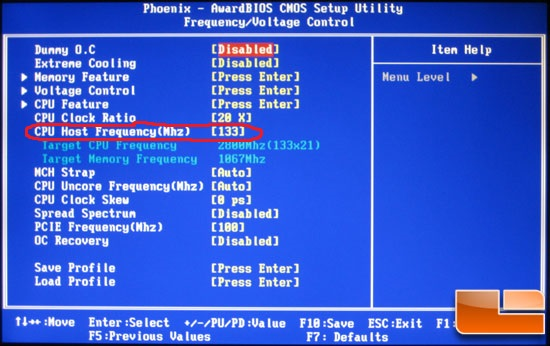 Phoenix - AwardBIOS CMOS Setup Utility
Frequency/Voltage Control
Dummy O.C [Disabled]
Item Help
Extreme Cooling [Disabled]
Memory Feature [Press Enter]
Menu Level
Voltage Control [Press Enter]
CPU Feature [Press Enter]
CPU Clock Ratio [20 X]
CPU Host Frequency(Mhz) [133]
Target CPU Frequency 2800Mhz(133x21)
Target Memory Frequency 1067Mhz
MCH Strap [Auto]
CPU Uncore Frequency(Mhz) [Auto]
CPU Clock Skew [0 ps]
Spread Spectrum [Disabled]
PCIE Frequency(Mhz) [100]
OC Recovery [Disabled]
Save Profile [Press Enter]
Load Profile [Press Enter]
↑↓→←:Move Enter:Select +/-/PU/PD:Value F10:Save ESC:Exit F1:
F5:Previous Values F7: Defaults